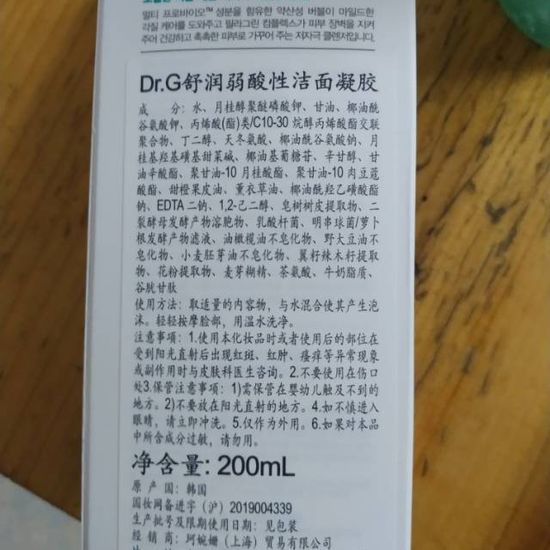 멀티 프로바이오™ 성분을 함유한 약산성 버블이 마일드한
각질 케어를 도와주고 필라그린 콤플렉스가 피부 장벽을 지켜
주어 건강하고 촉촉한 피부로 가꾸어 주는 저자극 클렌저입니다.
Dr.G舒润弱酸性洁面凝胶
成 分: 水、月桂醇聚醚磷酸钾、甘油、椰油酰
谷氨酸钾、丙烯酸(酯)类/C10-30 烷醇丙烯酸酯交联
聚合物、丁二醇、天冬氨酸、椰油酰谷氨酸钠、月
桂基羟基磺基甜菜碱、椰油基葡糖苷、辛甘醇、甘
油辛酸酯、聚甘油-10 月桂酸酯、聚甘油-10 肉豆蔻
酸酯、甜橙果皮油、薰衣草油、椰油酰羟乙磺酸酯
钠、EDTA 二钠、1,2-己二醇、皂树树皮提取物、二
裂酵母发酵产物溶胞物、乳酸杆菌、明串球菌/萝卜
根发酵产物滤液、油橄榄油不皂化物、野大豆油不
皂化物、小麦胚芽油不皂化物、翼籽辣木籽提取
物、花粉提取物、麦芽糊精、茶氨酸、牛奶脂质、
谷胱甘肽
使用方法: 取适量的内容物，与水混合使其产生泡
沫。轻轻按摩脸部，用温水洗净。
注意事项: 1.使用本化妆品时或者使用后的部位在
受到阳光直射后出现红斑、红肿、瘙痒等异常现象
或副作用时与皮肤科医生咨询。2.不要使用在伤口
处3.保管注意事项: 1)需保管在婴幼儿触及不到的
地方。2)不要放在阳光直射的地方。4.如不慎进入
眼睛，请立即冲洗。5.仅作为外用。6.如果对本品
中所含成分过敏，请勿用。
净含量: 200mL
原 产 国: 韩国
国妆网备进字 (沪) 2019004339
生产批号及限期使用日期: 见包装
经 销 商: 珂婉姗 (上海) 贸易有限公司